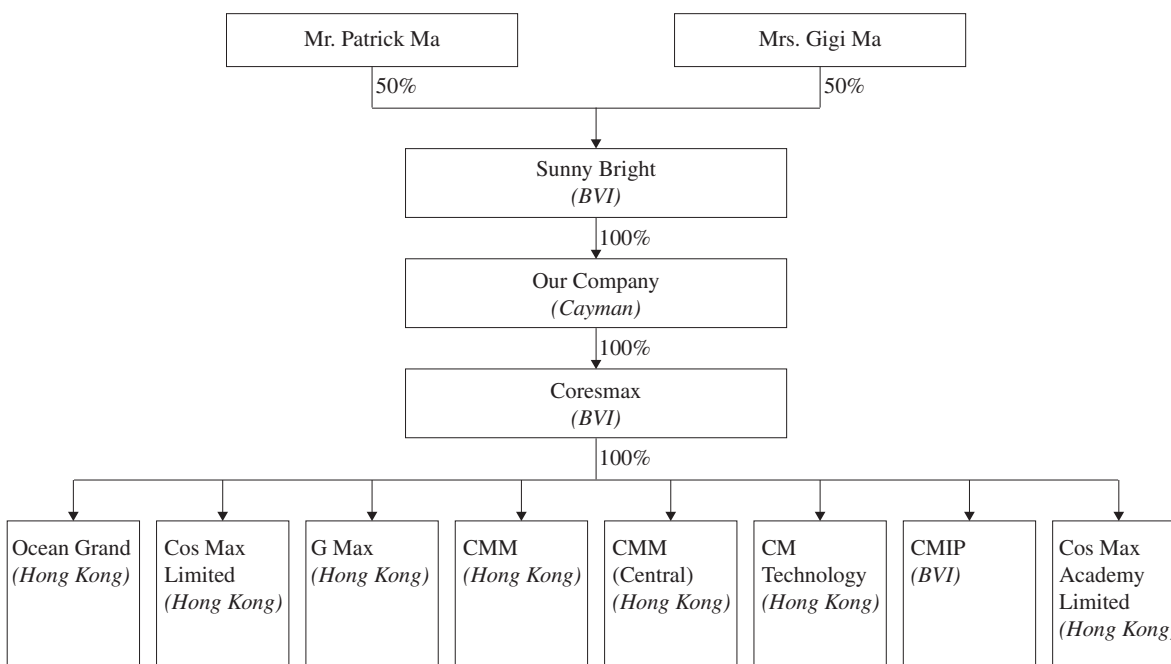 Mr. Patrick Ma
Mrs. Gigi Ma
50%
50%
Sunny Bright
(BVI)
100%
Our Company
(Cayman)
100%
Coresmax
(BVI)
100%
Ocean Grand
(Hong Kong)
Cos Max
Limited
(Hong Kong)
G Max
(Hong Kong)
CMM
(Hong Kong)
CMM
(Central)
(Hong Kong)
CM
Technology
(Hong Kong)
CMIP
(BVI)
Cos Max
Academy
Limited
(Hong Kong)